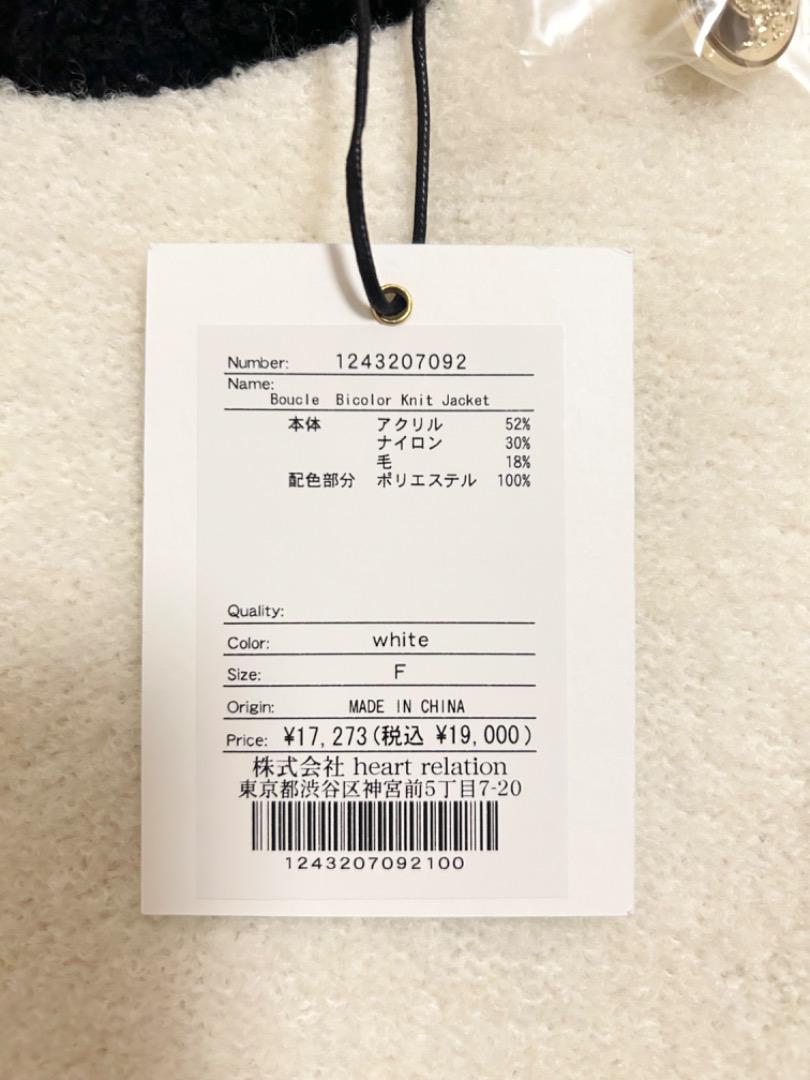 Number: 1243207092
Name:
Boucle Bicolor Knit Jacket
本体 アクリル 52%
ナイロン 30%
毛 18%
配色部分 ポリエステル 100%
Quality:
Color: white
Size: F
Origin: MADE IN CHINA
Price: ¥17,273(税込 ¥19,000)
株式会社 heart relation
東京都渋谷区神宮前5丁目7-20
1243207092100